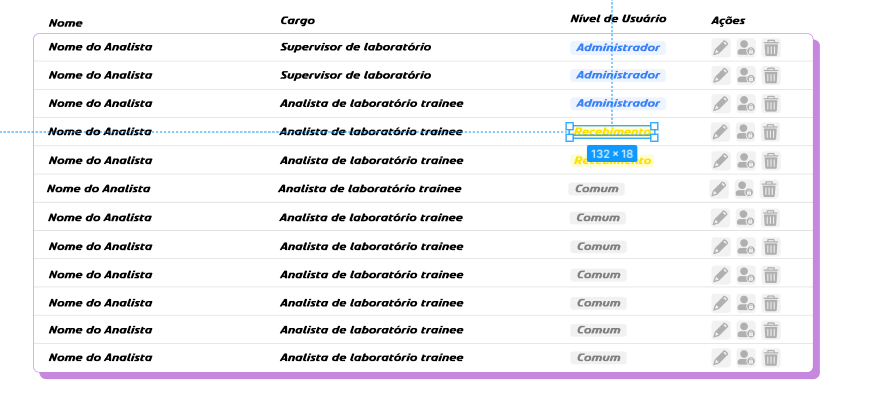 Nome Cargo Nível de Usuário Ações
Nome do Analista Supervisor de laboratório Administrador
Nome do Analista Supervisor de laboratório Administrador
Nome do Analista Analista de laboratório trainee Administrador
Nome do Analista Analista de laboratório trainee Recebimento
132 × 18
Nome do Analista Analista de laboratório trainee Recebimento
Nome do Analista Analista de laboratório trainee Comum
Nome do Analista Analista de laboratório trainee Comum
Nome do Analista Analista de laboratório trainee Comum
Nome do Analista Analista de laboratório trainee Comum
Nome do Analista Analista de laboratório trainee Comum
Nome do Analista Analista de laboratório trainee Comum
Nome do Analista Analista de laboratório trainee Comum